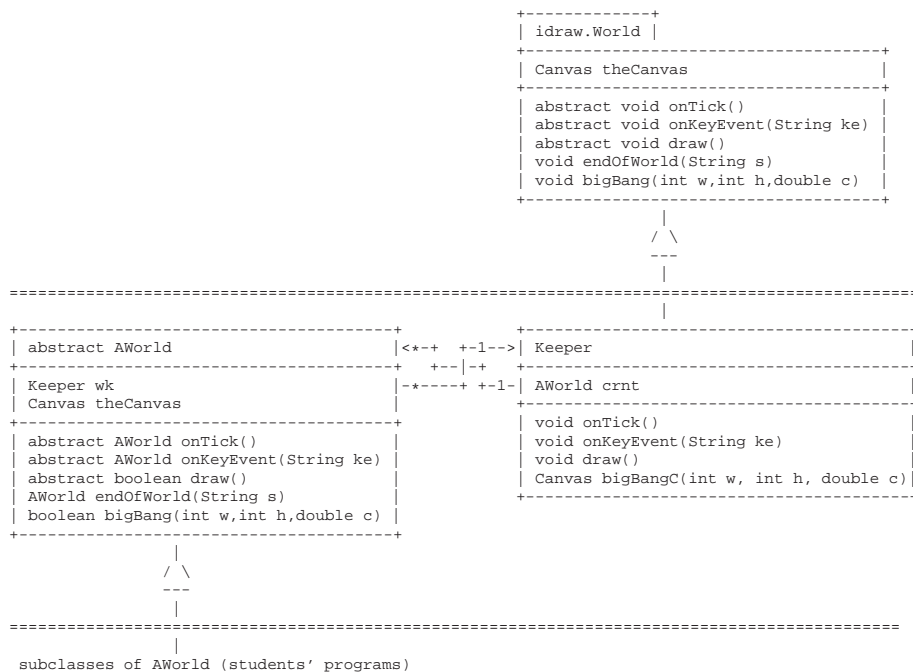 idraw.World
Canvas theCanvas
abstract void onTick()
abstract void onKeyEvent(String ke)
abstract void draw()
void endOfWorld(String s)
void bigBang(int w,int h,double c)
abstract AWorld
Keeper wk
Canvas theCanvas
abstract AWorld onTick()
abstract AWorld onKeyEvent(String ke)
abstract boolean draw()
AWorld endOfWorld(String s)
boolean bigBang(int w,int h,double c)
1
1
Keeper
AWorld crnt
void onTick()
void onKeyEvent(String ke)
void draw()
Canvas bigBangC(int w, int h, double c)
subclasses of AWorld (students' programs)